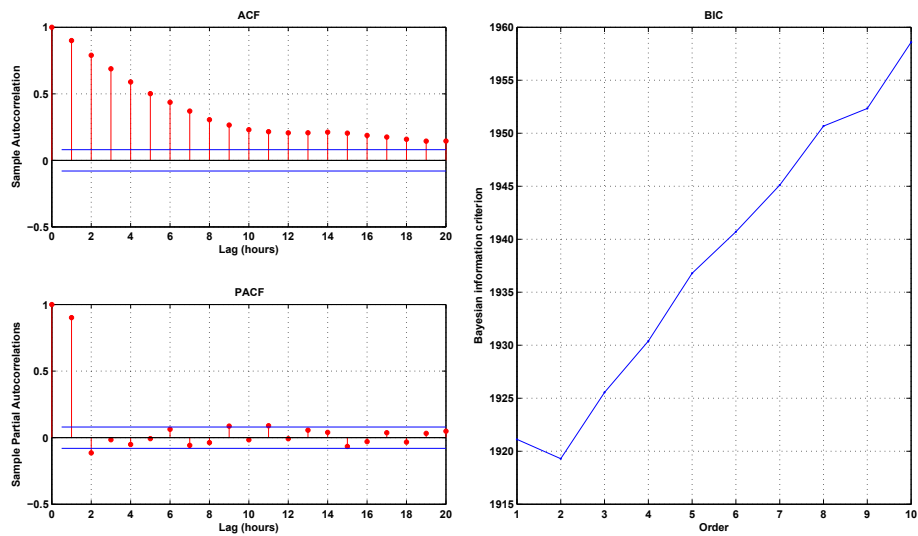 ACF
1
0.5
0
−0.5
Sample Autocorrelation
0 2 4 6 8 10 12 14 16 18 20
Lag (hours)
PACF
1
0.5
0
−0.5
Sample Partial Autocorrelations
0 2 4 6 8 10 12 14 16 18 20
Lag (hours)
BIC
1960
1955
1950
1945
1940
1935
1930
1925
1920
1915
Bayesian information criterion
1 2 3 4 5 6 7 8 9 10
Order